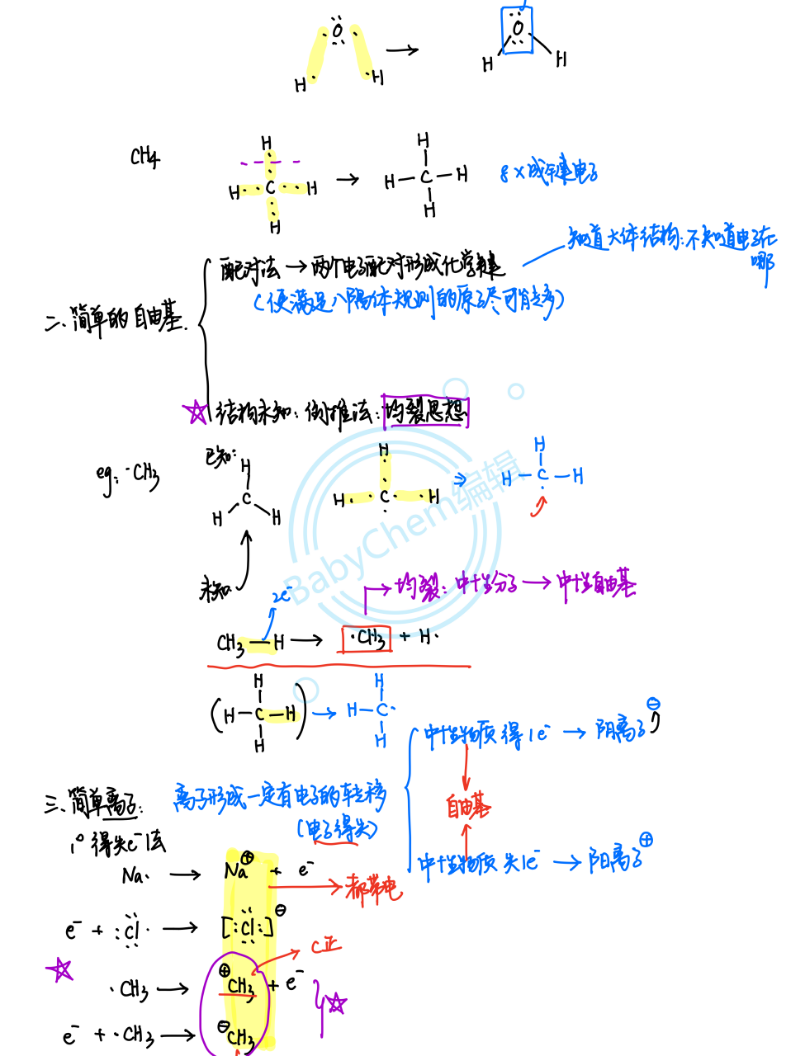 H · · Ö · · H → H O H
CH4
H H · · C · · H H → H H–C–H H 8×成键电子
二、简单的自由基.
配对法 → 两个电子配对形成化学键
知道大体结构:不知道电子在哪
(使满足八隅体规则的原子尽可能多)
☆ 结构未知: 倒推法: 均裂思想
eg: ·CH3
已知: H C H H
H H· ·C· ·H · ⇒ H H–C–H ·
未知
均裂: 中性分子 → 中性自由基
2e⁻
CH3—H → ·CH3 + H·
(H H–C–H H) → H H–C· H
中性物质得1e⁻ → 阴离子⊖
自由基
中性物质失1e⁻ → 阳离子⊕
三、简单离子: 离子形成一定有电子的转移
(电子得失)
1° 得失e⁻法
Na· → Na⊕ + e⁻
都带电
e⁻ + :Cl· → [:Cl:]⊖
C正
☆ ·CH3 → ⊕CH3 + e⁻ ☆
e⁻ + ·CH3 → ⊖CH3
BabyChem编辑